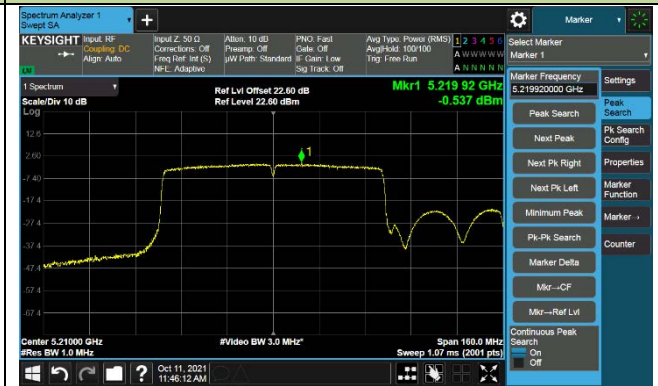 Spectrum Analyzer 1
Swept SA
+
Marker
KEYSIGHT
Input: RF
Coupling: DC
Align: Auto
Input Z: 50 Ω
Corrections: Off
Freq Ref: Int (S)
NFE: Adaptive
Atten: 10 dB
Preamp: Off
µW Path: Standard
PNO: Fast
Gate: Off
IF Gain: Low
Sig Track: Off
Avg Type: Power (RMS)
Avg|Hold: 100/100
Trig: Free Run
1 2 3 4 5 6
A W W W W W
A N N N N N
Select Marker
Marker 1
LXI
1 Spectrum
Scale/Div 10 dB
Log
Ref Lvl Offset 22.60 dB
Ref Level 22.60 dBm
Mkr1 5.219 92 GHz
-0.537 dBm
1
12.6
2.60
-7.40
-17.4
-27.4
-37.4
-47.4
-57.4
-67.4
Center 5.21000 GHz
#Res BW 1.0 MHz
#Video BW 3.0 MHz*
Span 160.0 MHz
Sweep 1.07 ms (2001 pts)
Marker Frequency
5.219920000 GHz
Peak Search
Next Peak
Next Pk Right
Next Pk Left
Minimum Peak
Pk-Pk Search
Marker Delta
Mkr→CF
Mkr→Ref Lvl
Continuous Peak
Search
On
Off
Settings
Peak
Search
Pk Search
Config
Properties
Marker
Function
Marker→
Counter
?
Oct 11, 2021
11:46:12 AM